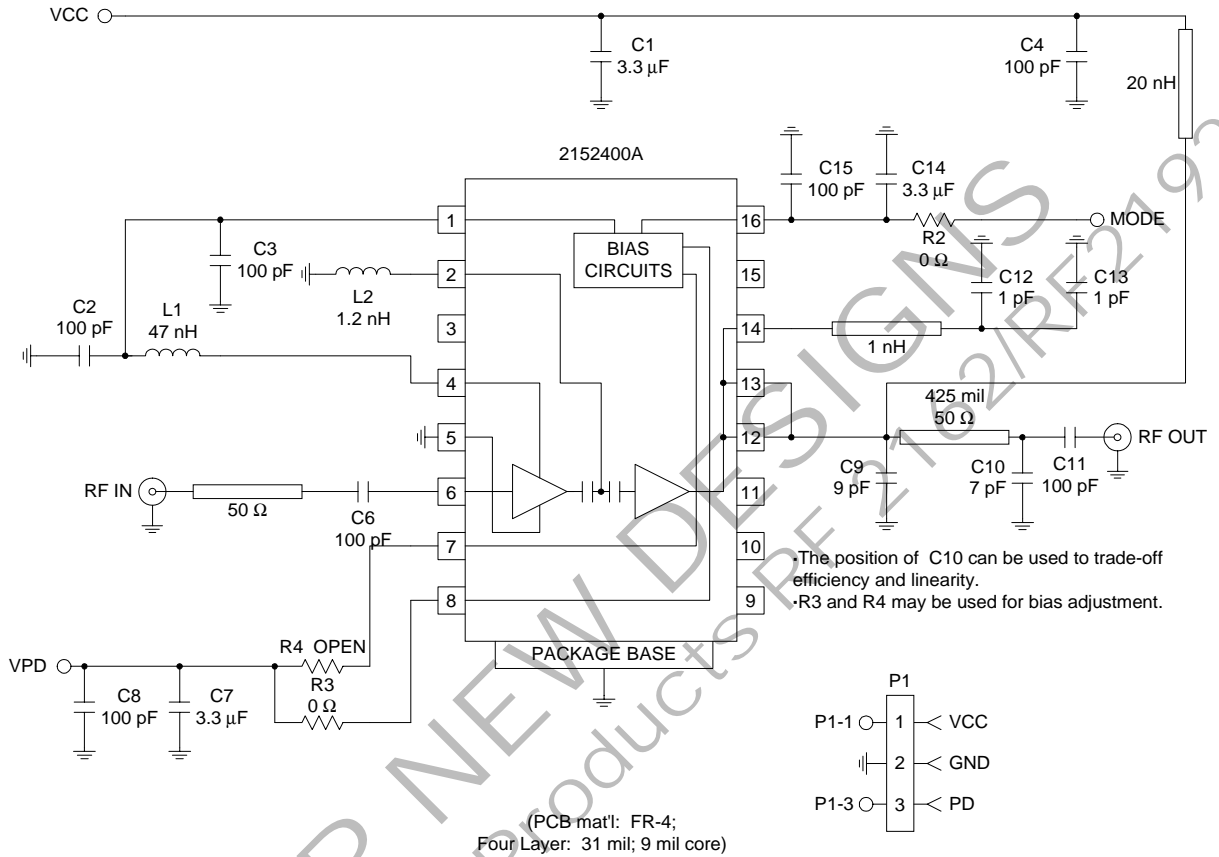 VCC
C1
3.3 µF
C4
100 pF
20 nH
2152400A
C15
100 pF
C14
3.3 µF
1
16
MODE
R2
0 Ω
BIAS
CIRCUITS
C3
100 pF
2
15
L2
1.2 nH
C12
1 pF
C13
1 pF
C2
100 pF
L1
47 nH
3
14
1 nH
4
13
425 mil
50 Ω
5
12
RF OUT
C9
9 pF
C10
7 pF
C11
100 pF
RF IN
50 Ω
C6
100 pF
6
11
7
10
▪The position of C10 can be used to trade-off
efficiency and linearity.
▪R3 and R4 may be used for bias adjustment.
8
9
VPD
R4 OPEN
R3
0 Ω
PACKAGE BASE
C8
100 pF
C7
3.3 µF
P1
P1-1
1
VCC
2
GND
P1-3
3
PD
(PCB mat'l: FR-4;
Four Layer: 31 mil; 9 mil core)
R NEW DESIGNS
Products RF 2162/RF219